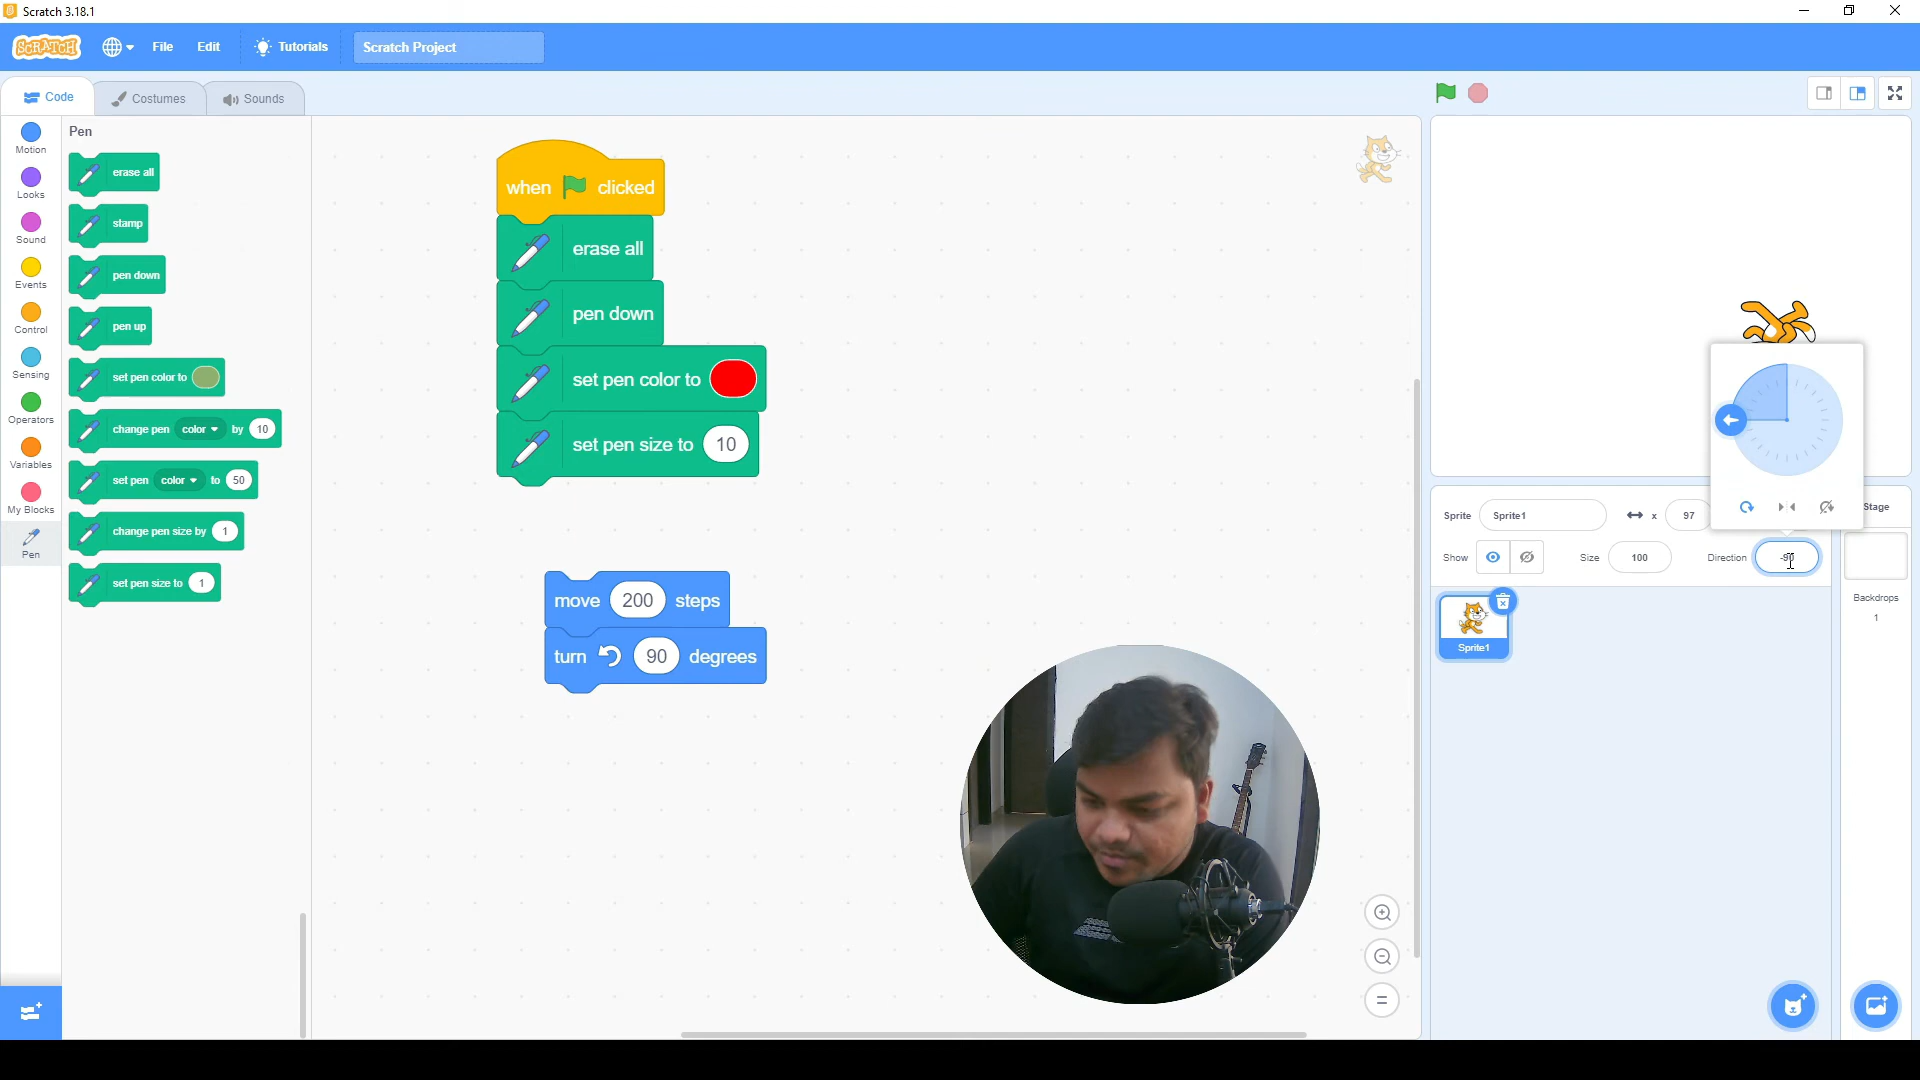 Scratch 3.18.1
SCRATCH
File
Edit
Tutorials
Scratch Project
Code
Costumes
Sounds
Motion
Looks
Sound
Events
Control
Sensing
Operators
Variables
My Blocks
Pen
Pen
erase all
stamp
pen down
pen up
set pen color to
change pen color by 10
set pen color to 50
change pen size by 1
set pen size to 1
when clicked
erase all
pen down
set pen color to
set pen size to 10
move 200 steps
turn 90 degrees
Sprite Sprite1 x 97
Show Size 100 Direction -90
Sprite1
Stage
Backdrops
1